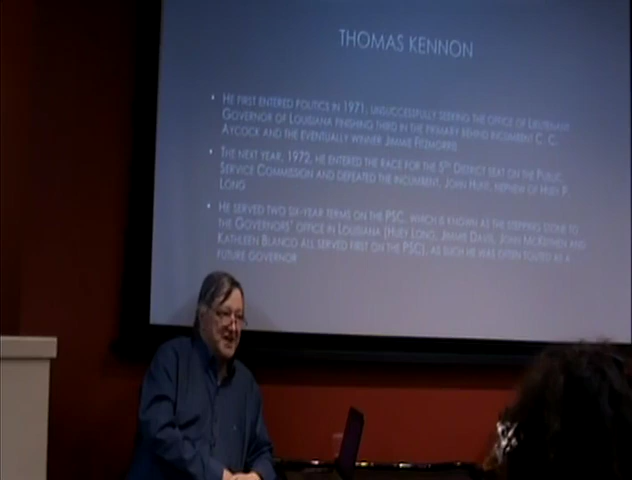 THOMAS KENNON
• HE FIRST ENTERED POLITICS IN 1971, UNSUCCESSFULLY SEEKING THE OFFICE OF LIEUTENANT
GOVERNOR OF LOUISIANA FINISHING THIRD IN THE PRIMARY BEHIND INCUMBENT C. C.
AYCOCK AND THE EVENTUALLY WINNER JIMMIE FITZMORRIS
• THE NEXT YEAR, 1972, HE ENTERED THE RACE FOR THE 5TH DISTRICT SEAT ON THE PUBLIC
SERVICE COMMISSION AND DEFEATED THE INCUMBENT, JOHN HUNT, NEPHEW OF HUEY P.
LONG
• HE SERVED TWO SIX-YEAR TERMS ON THE PSC, WHICH IS KNOWN AS THE STEPPING STONE TO
THE GOVERNORS' OFFICE IN LOUISIANA (HUEY LONG, JIMMIE DAVIS, JOHN MCKEITHEN AND
KATHLEEN BLANCO ALL SERVED FIRST ON THE PSC), AS SUCH HE WAS OFTEN TOUTED AS A
FUTURE GOVERNOR